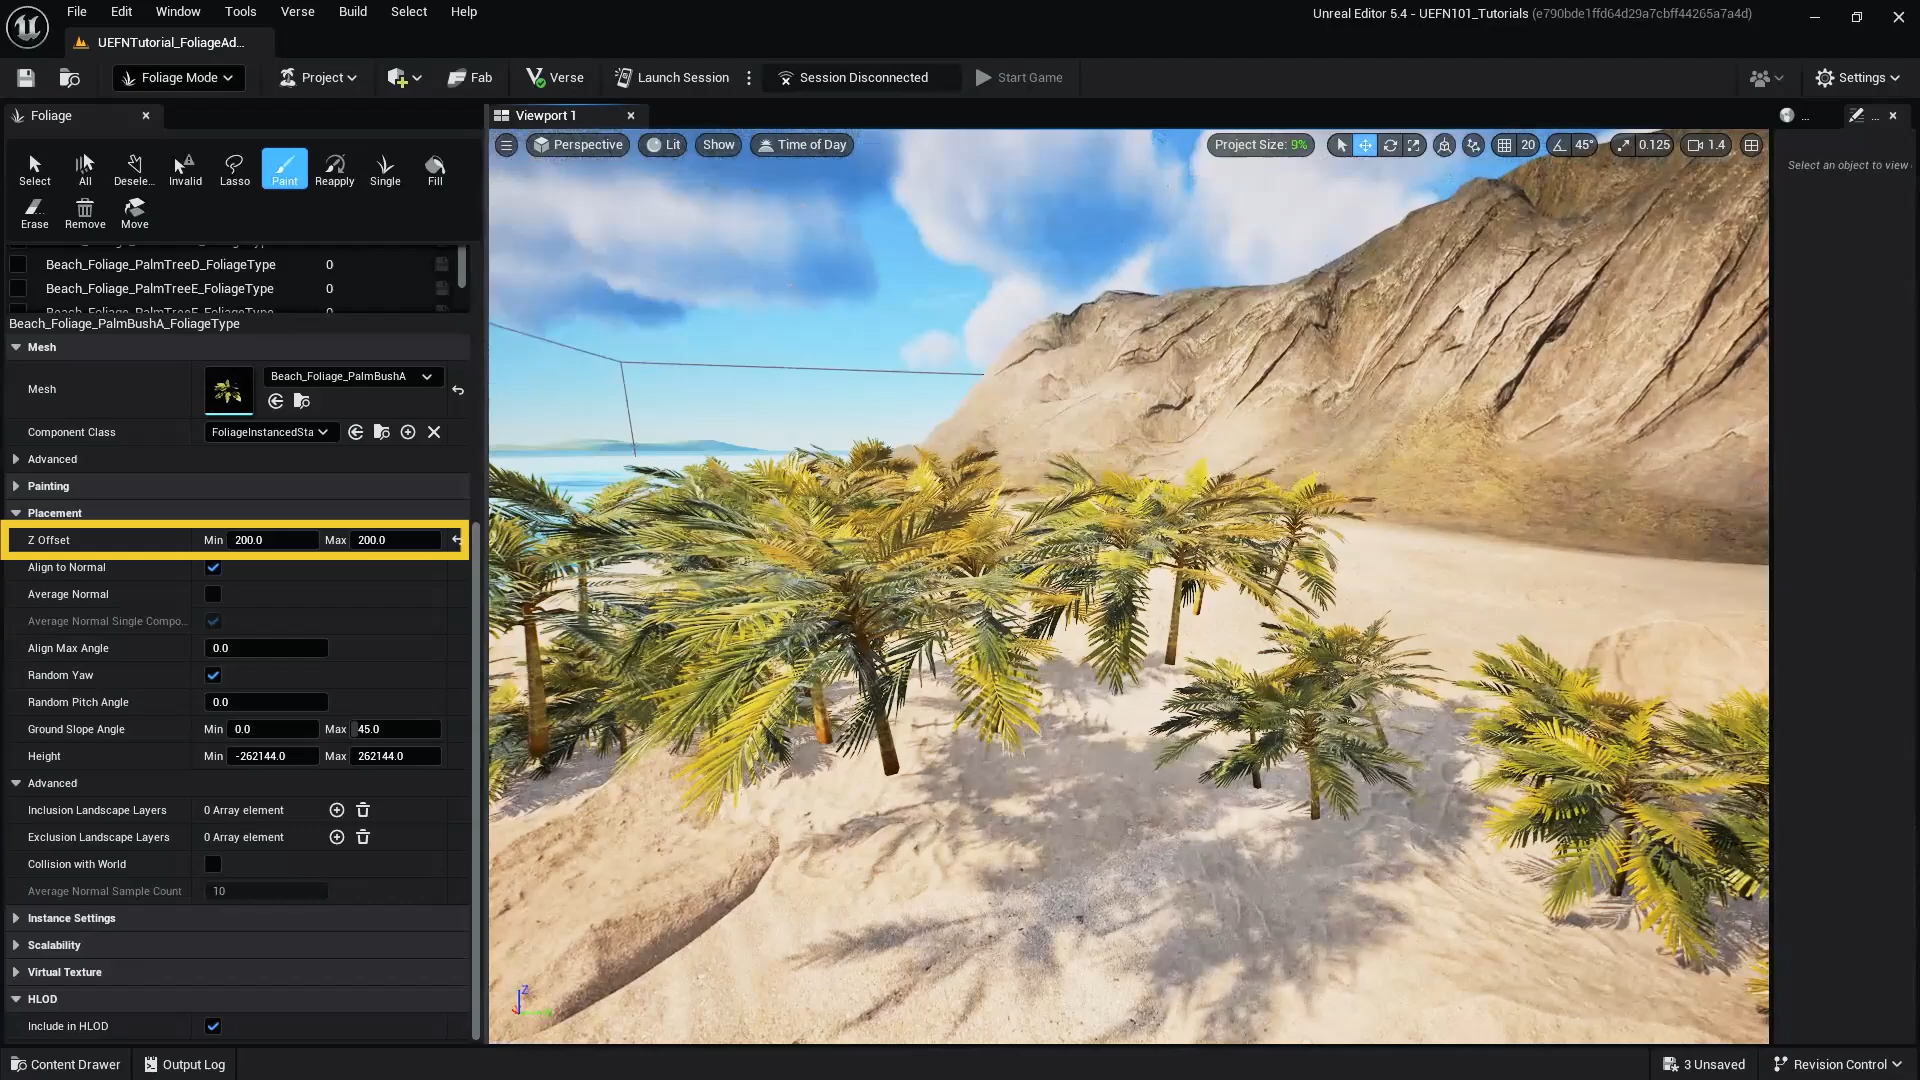 File Edit Window Tools Verse Build Select Help
Unreal Editor 5.4 - UEFN101_Tutorials (e790bde1ffd64d29a7cbff44265a7a4d)
UEFNTutorial_FoliageAd...
Foliage Mode Project Fab Verse Launch Session Session Disconnected Start Game Settings
Foliage
Viewport 1
...
...
Perspective Lit Show Time of Day Project Size: 9% 20 45° 0.125 1.4
Select an object to view
Select All Desele... Invalid Lasso Paint Reapply Single Fill
Erase Remove Move
Beach_Foliage_PalmTreeD_FoliageType 0
Beach_Foliage_PalmTreeE_FoliageType 0
Beach_Foliage_PalmBushA_FoliageType
Mesh
Mesh Beach_Foliage_PalmBushA
Component Class FoliageInstancedSta
Advanced
Painting
Placement
Z Offset Min 200.0 Max 200.0
Align to Normal
Average Normal
Average Normal Single Compo...
Align Max Angle 0.0
Random Yaw
Random Pitch Angle 0.0
Ground Slope Angle Min 0.0 Max 45.0
Height Min -262144.0 Max 262144.0
Advanced
Inclusion Landscape Layers 0 Array element
Exclusion Landscape Layers 0 Array element
Collision with World
Average Normal Sample Count 10
Instance Settings
Scalability
Virtual Texture
HLOD
Include in HLOD
Z
Content Drawer Output Log 3 Unsaved Revision Control